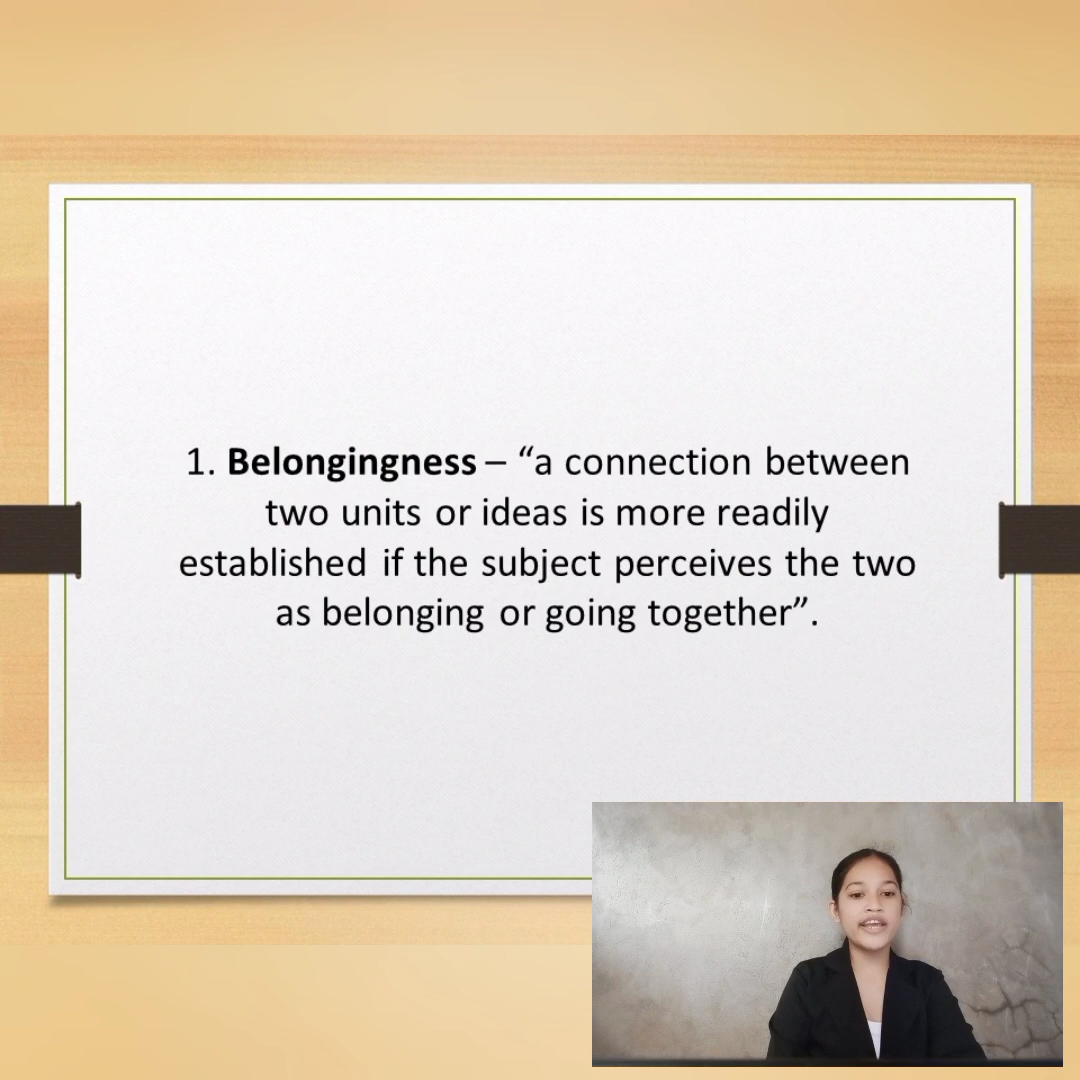 1. Belongingness – “a connection between
two units or ideas is more readily
established if the subject perceives the two
as belonging or going together”.